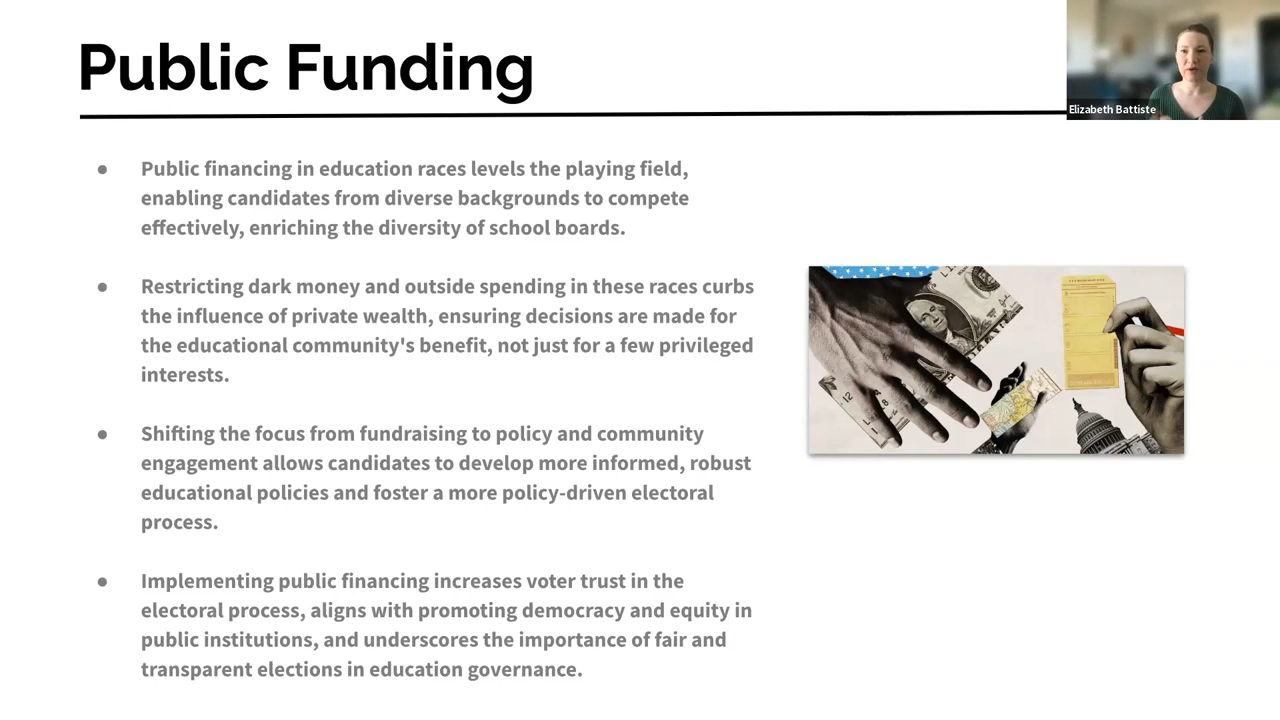 Public Funding
Elizabeth Battiste
● Public financing in education races levels the playing field,
enabling candidates from diverse backgrounds to compete
effectively, enriching the diversity of school boards.
● Restricting dark money and outside spending in these races curbs
the influence of private wealth, ensuring decisions are made for
the educational community's benefit, not just for a few privileged
interests.
● Shifting the focus from fundraising to policy and community
engagement allows candidates to develop more informed, robust
educational policies and foster a more policy-driven electoral
process.
● Implementing public financing increases voter trust in the
electoral process, aligns with promoting democracy and equity in
public institutions, and underscores the importance of fair and
transparent elections in education governance.